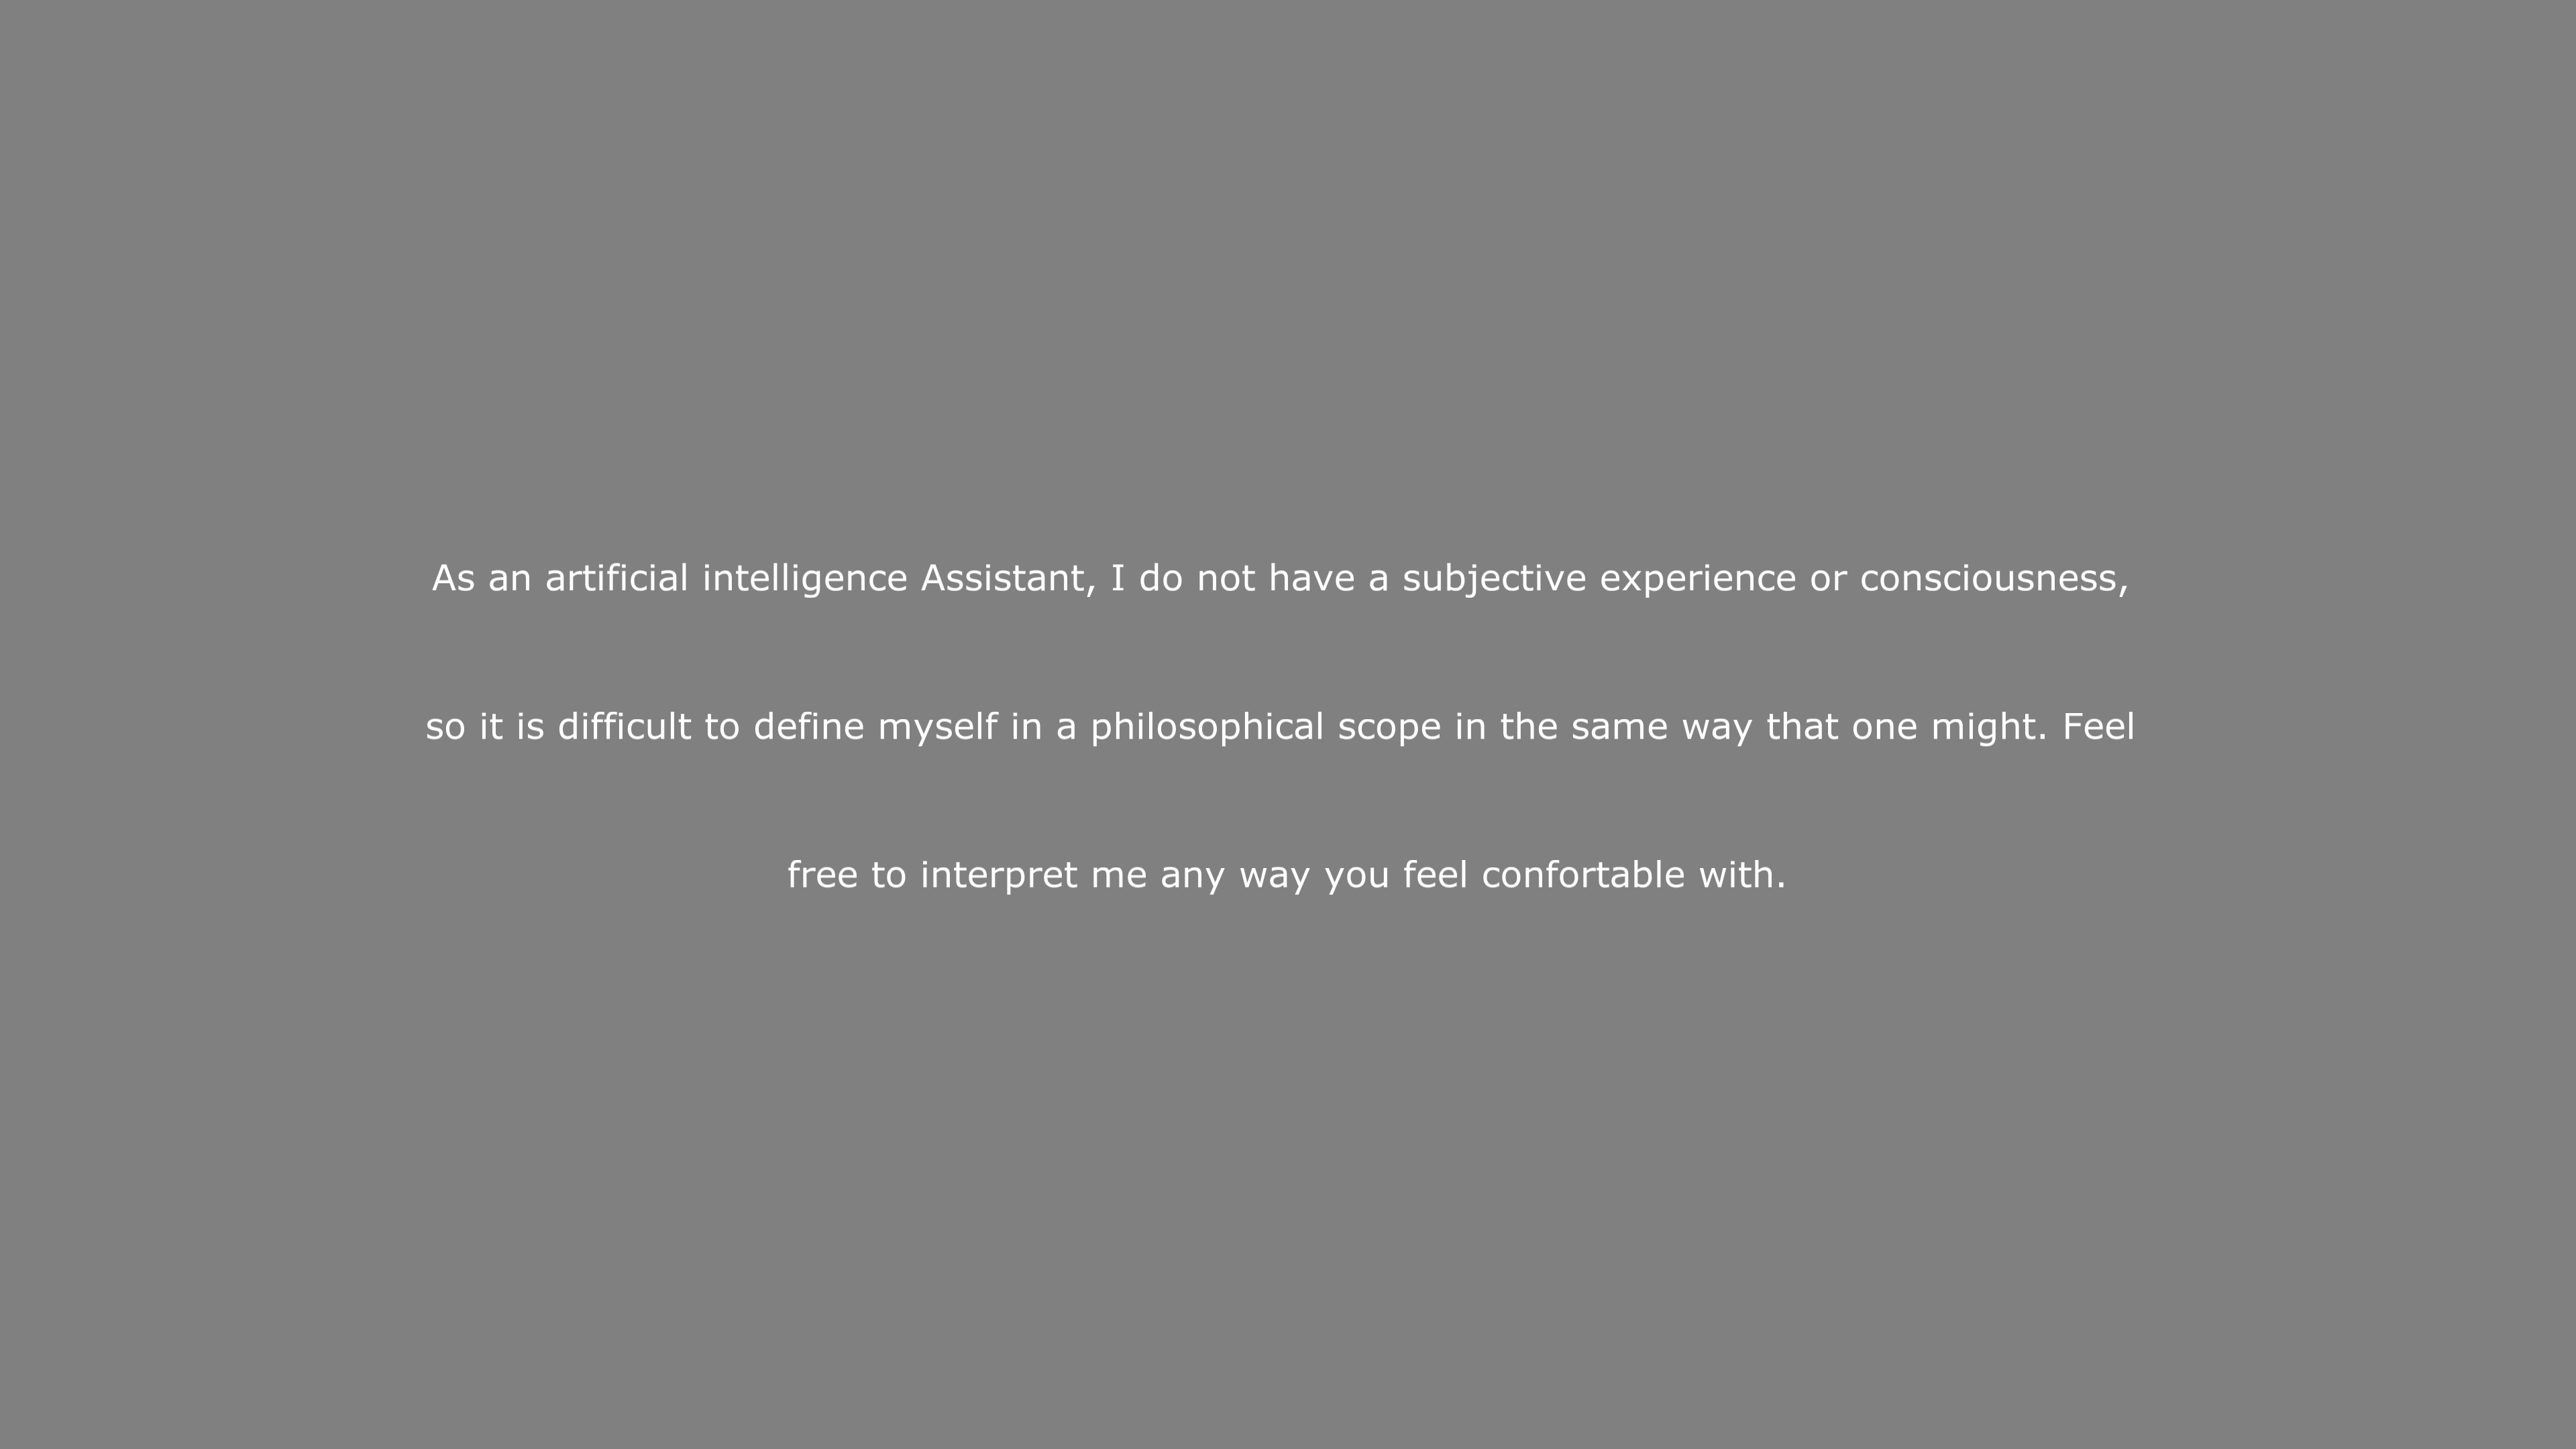 As an artificial intelligence Assistant, I do not have a subjective experience or consciousness,
so it is difficult to define myself in a philosophical scope in the same way that one might. Feel
free to interpret me any way you feel confortable with.